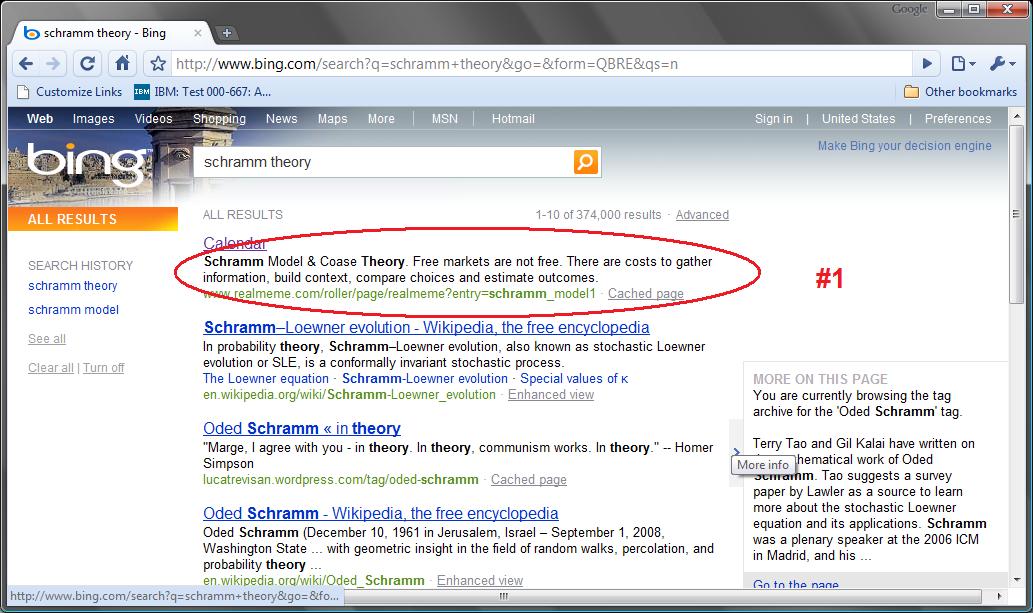 Google
schramm theory - Bing
http://www.bing.com/search?q=schramm+theory&go=&form=QBRE&qs=n
Customize Links IBM IBM: Test 000-667: A... Other bookmarks
Web Images Videos Shopping News Maps More MSN Hotmail Sign in | United States | Preferences
bing
schramm theory
Make Bing your decision engine
ALL RESULTS
SEARCH HISTORY
schramm theory
schramm model
See all
Clear all | Turn off
ALL RESULTS 1-10 of 374,000 results · Advanced
Calendar
Schramm Model & Coase Theory. Free markets are not free. There are costs to gather
information, build context, compare choices and estimate outcomes.
www.realmeme.com/roller/page/realmeme?entry=schramm_model1 · Cached page
#1
Schramm–Loewner evolution - Wikipedia, the free encyclopedia
In probability theory, Schramm–Loewner evolution, also known as stochastic Loewner
evolution or SLE, is a conformally invariant stochastic process.
The Loewner equation · Schramm-Loewner evolution · Special values of κ
en.wikipedia.org/wiki/Schramm-Loewner_evolution · Enhanced view
Oded Schramm « in theory
"Marge, I agree with you - in theory. In theory, communism works. In theory." -- Homer
Simpson
lucatrevisan.wordpress.com/tag/oded-schramm · Cached page
Oded Schramm - Wikipedia, the free encyclopedia
Oded Schramm (December 10, 1961 in Jerusalem, Israel – September 1, 2008,
Washington State ... with geometric insight in the field of random walks, percolation, and
probability theory ...
en.wikipedia.org/wiki/Oded_Schramm · Enhanced view
MORE ON THIS PAGE
You are currently browsing the tag
archive for the 'Oded Schramm' tag.
Terry Tao and Gil Kalai have written on
mathematical work of Oded
More info
Schramm. Tao suggests a survey
paper by Lawler as a source to learn
more about the stochastic Loewner
equation and its applications. Schramm
was a plenary speaker at the 2006 ICM
in Madrid, and his ...
Go to the page
http://www.bing.com/search?q=schramm+theory&go=&fo...